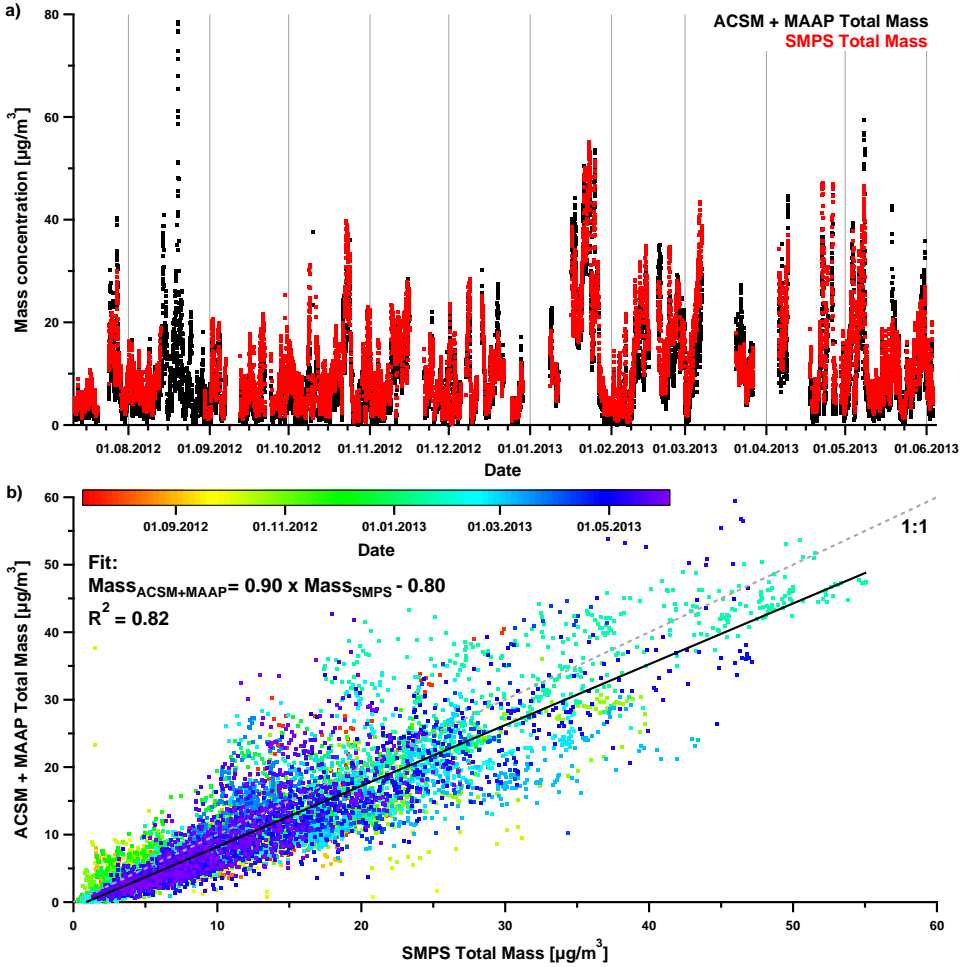 a)
ACSM + MAAP Total Mass
SMPS Total Mass
Mass concentration [µg/m³]
80
60
40
20
0
01.08.2012 01.09.2012 01.10.2012 01.11.2012 01.12.2012 01.01.2013 01.02.2013 01.03.2013 01.04.2013 01.05.2013 01.06.2013
Date
b)
ACSM + MAAP Total Mass [µg/m³]
60
50
40
30
20
10
0
01.09.2012 01.11.2012 01.01.2013 01.03.2013 01.05.2013
Date
1:1
Fit:
Mass_ACSM+MAAP = 0.90 x Mass_SMPS - 0.80
R² = 0.82
0 10 20 30 40 50 60
SMPS Total Mass [µg/m³]